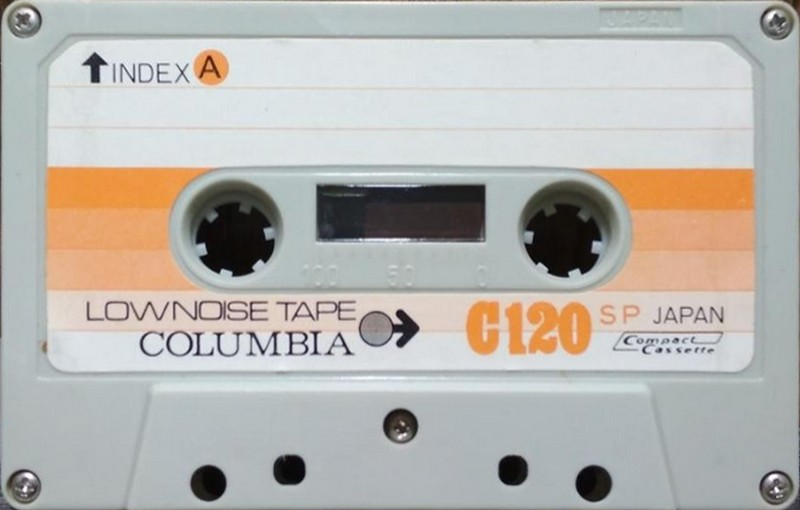 JAPAN
INDEX A
100 50 0
LOWNOISE TAPE
COLUMBIA
C120 SP JAPAN
Compact
Cassette